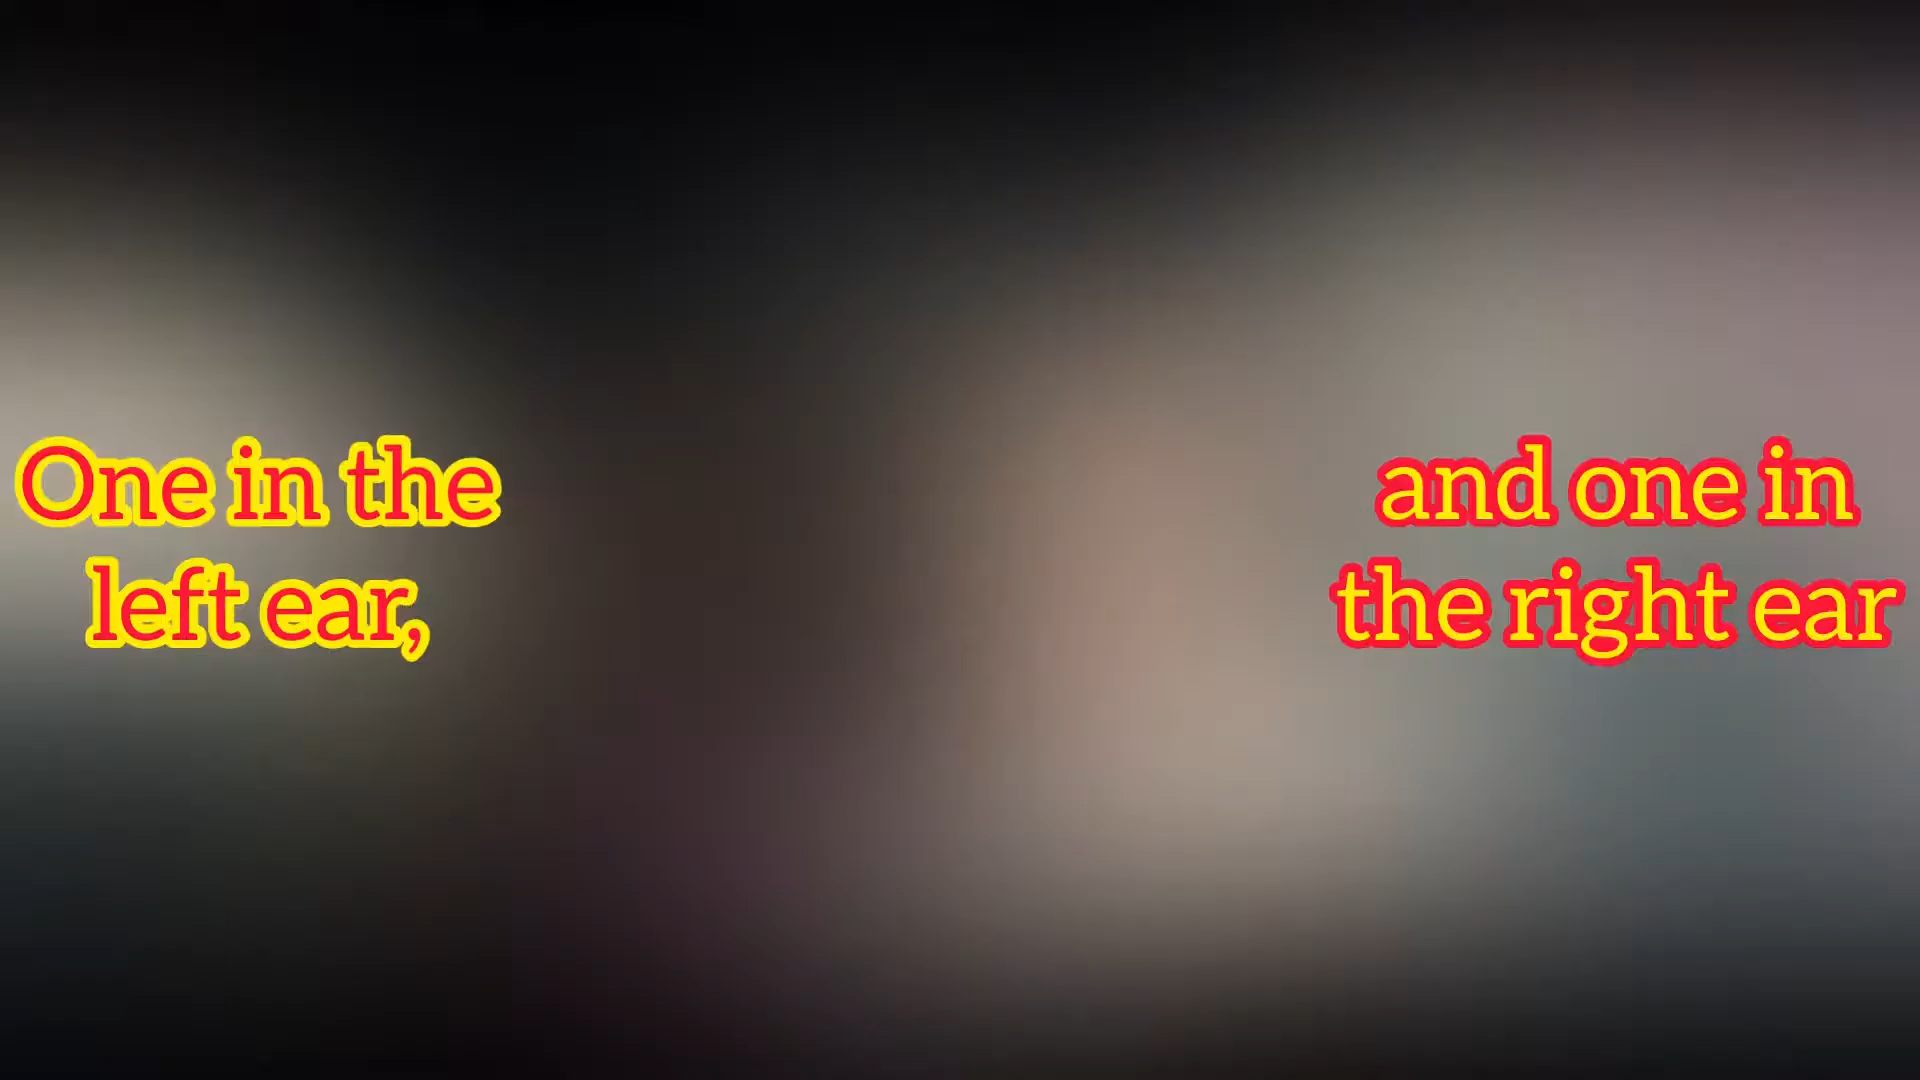 One in the
left ear,
and one in
the right ear